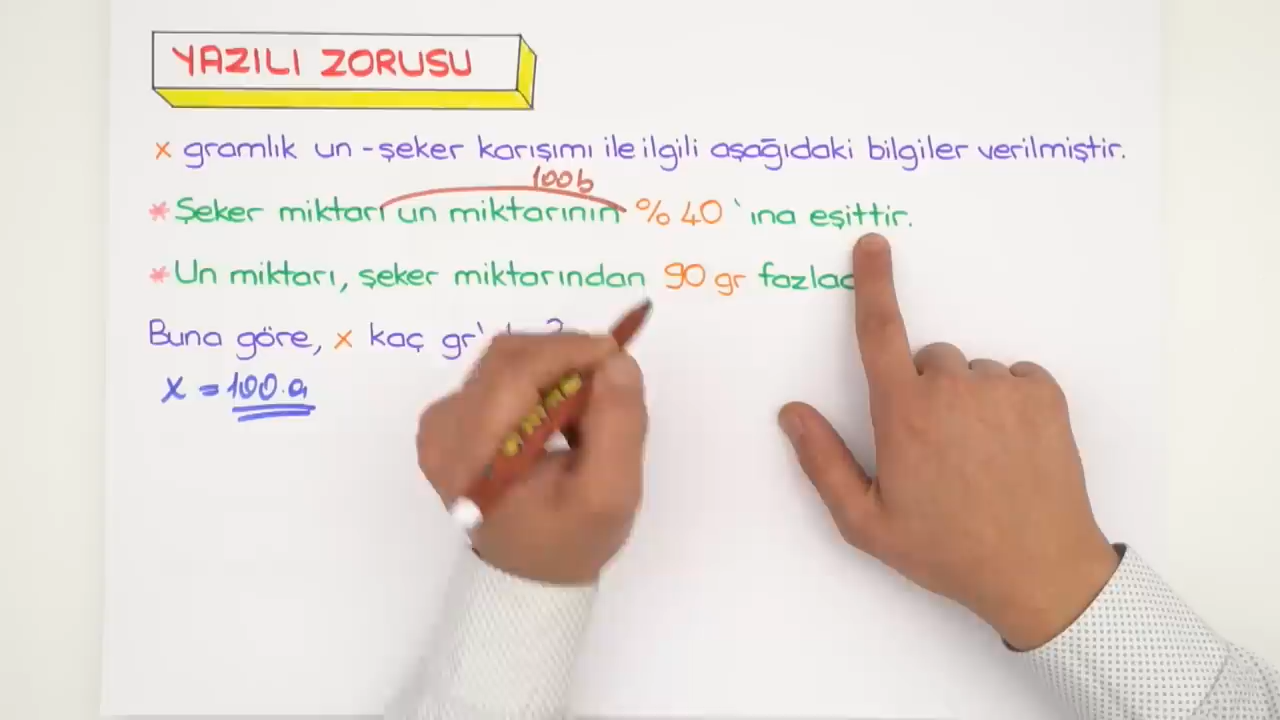 YAZILI ZORUSU
x gramlık un-şeker karışımı ile ilgili aşağıdaki bilgiler verilmiştir.
100b
* Şeker miktarı un miktarının % 40 'ına eşittir.
* Un miktarı, şeker miktarından 90 gr
Buna göre, x kaç
x = 100.a